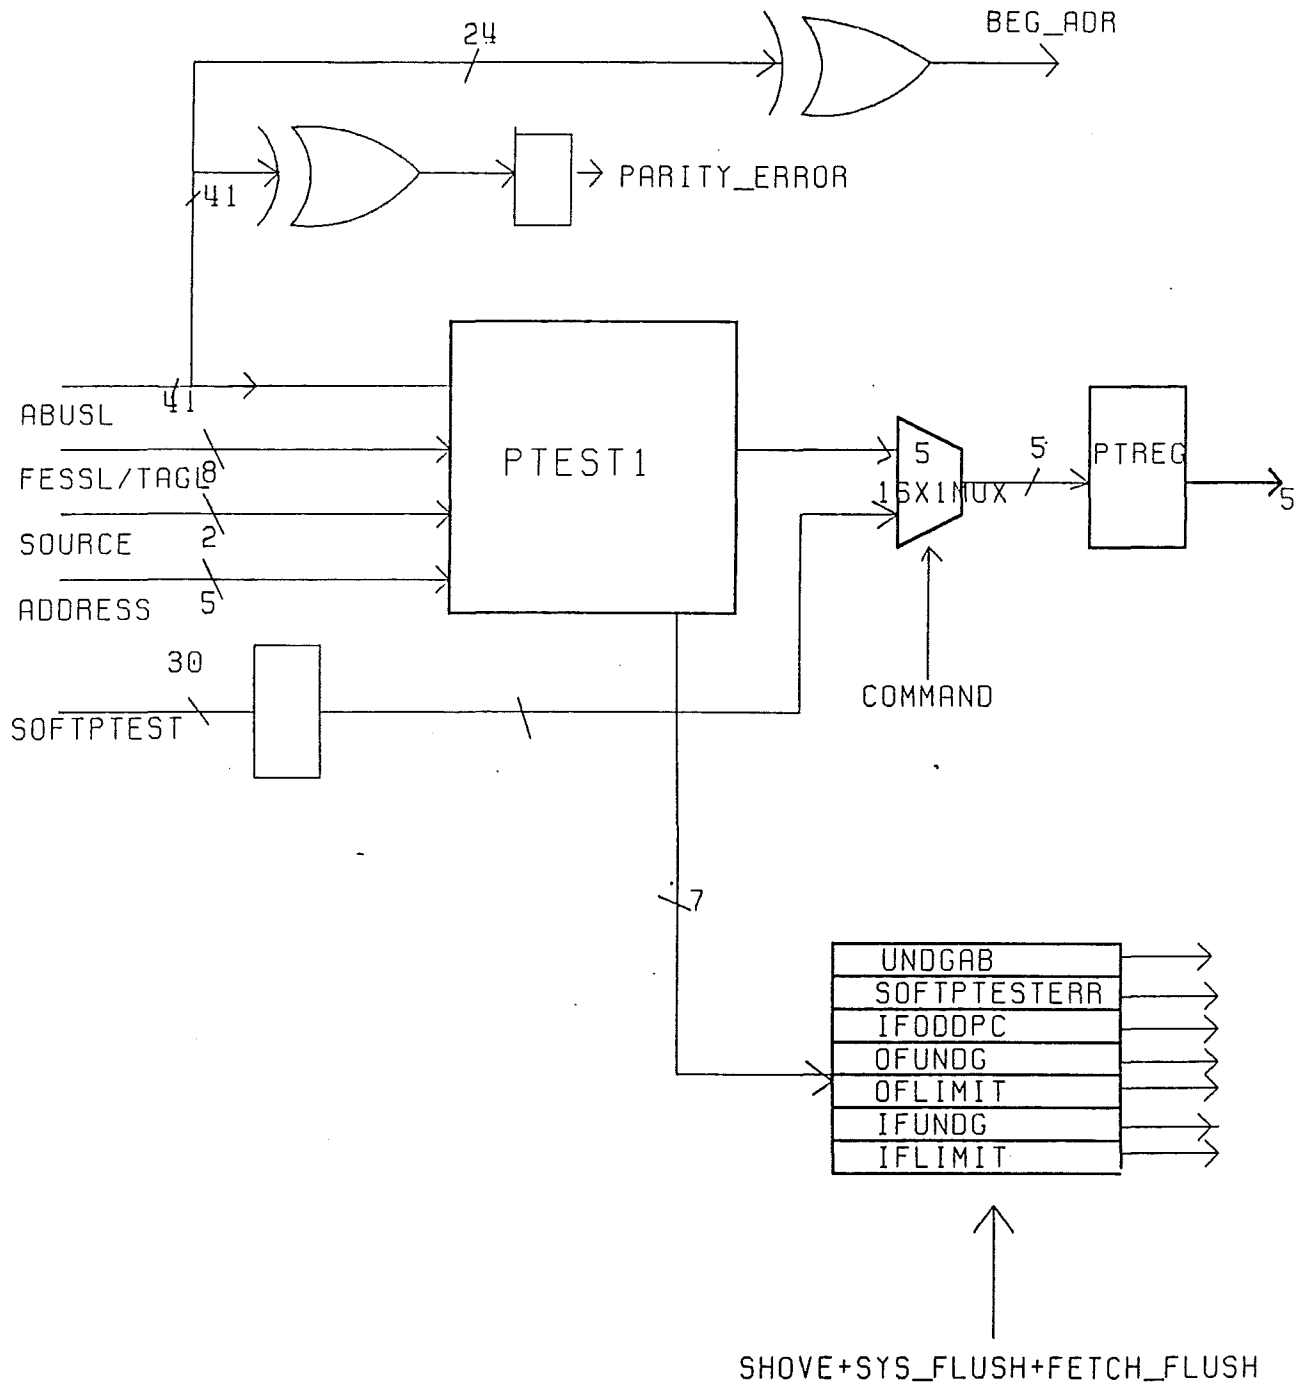 24
BEG_ADR
41
PARITY_ERROR
41
ABUSL
FESSL/TAGL
8
SOURCE
2
ADDRESS
5
PTEST1
5
16X1MUX
5
PTREG
5
COMMAND
30
SOFTPTEST
7
UNDGAB
SOFTPTESTERR
IFODDPC
OFUNDG
OFLIMIT
IFUNDG
IFLIMIT
SHOVE+SYS_FLUSH+FETCH_FLUSH